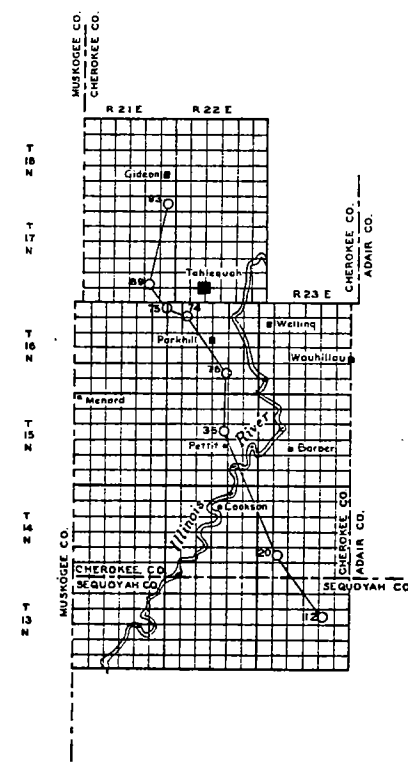 MUSKOGEE CO.
CHEROKEE CO.
R 21 E R 22 E
T 18 N
Gideon
93
T 17 N
CHEROKEE CO.
ADAIR CO.
89
Tahlequah
R 23 E
75 74
Welling
T 16 N
Parkhill
Wauhillau
76
Menard
T 15 N
35
Pettit
River
Barber
Illinois
Cookson
T 14 N
MUSKOGEE CO.
20
CHEROKEE CO.
ADAIR CO.
CHEROKEE CO.
SEQUOYAH CO.
SEQUOYAH CO
T 13 N
12